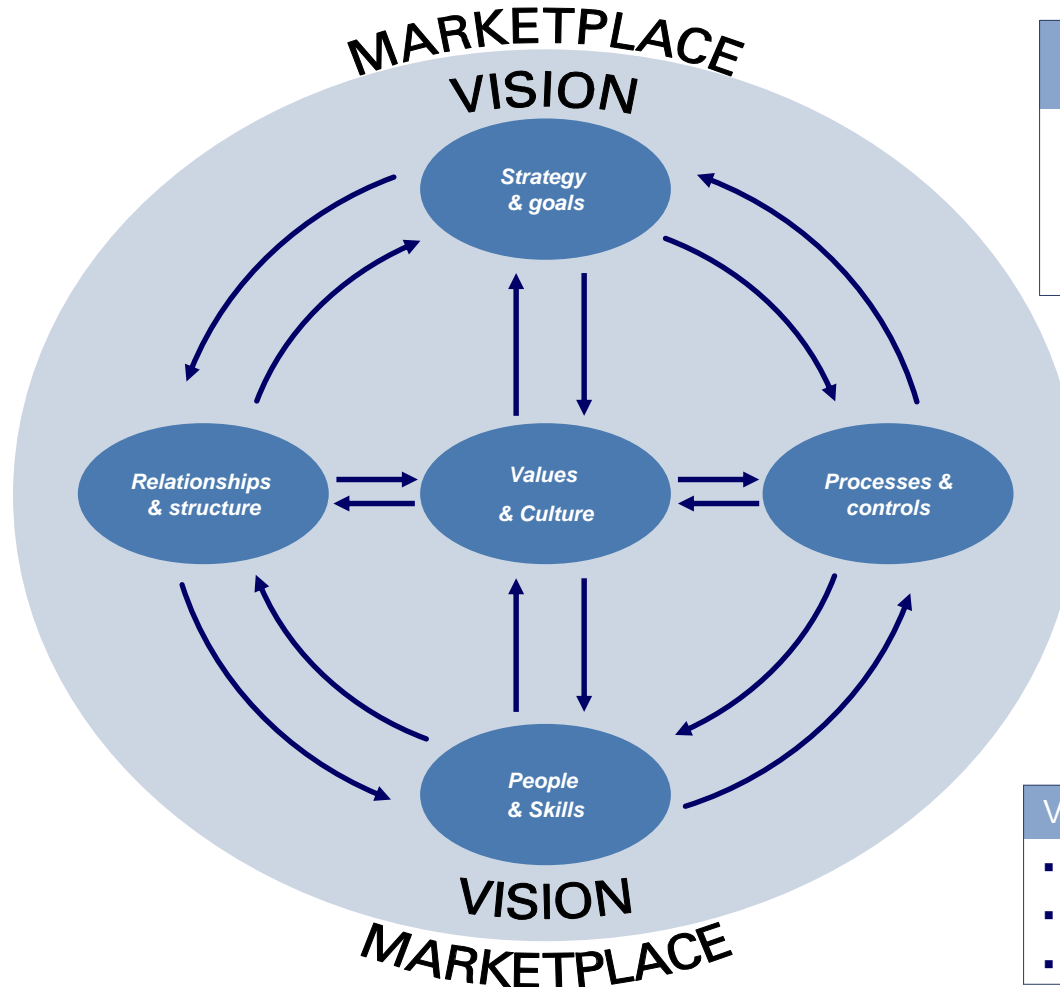 MARKETPLACE
VISION
Strategy
& goals
Relationships
& structure
Values
& Culture
Processes &
controls
People
& Skills
V
VISION
MARKETPLACE